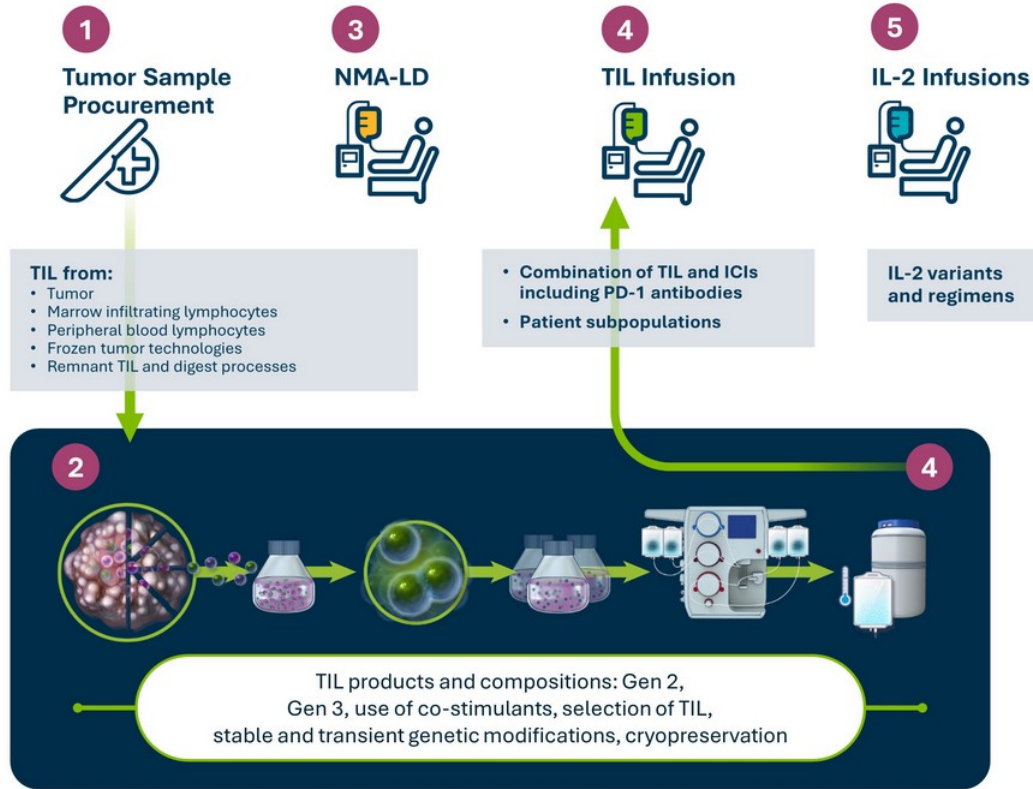 1
Tumor Sample
Procurement
3
NMA-LD
4
TIL Infusion
5
IL-2 Infusions
TIL from:
• Tumor
• Marrow infiltrating lymphocytes
• Peripheral blood lymphocytes
• Frozen tumor technologies
• Remnant TIL and digest processes
• Combination of TIL and ICIs
including PD-1 antibodies
• Patient subpopulations
IL-2 variants
and regimens
2
4
TIL products and compositions: Gen 2,
Gen 3, use of co-stimulants, selection of TIL,
stable and transient genetic modifications, cryopreservation